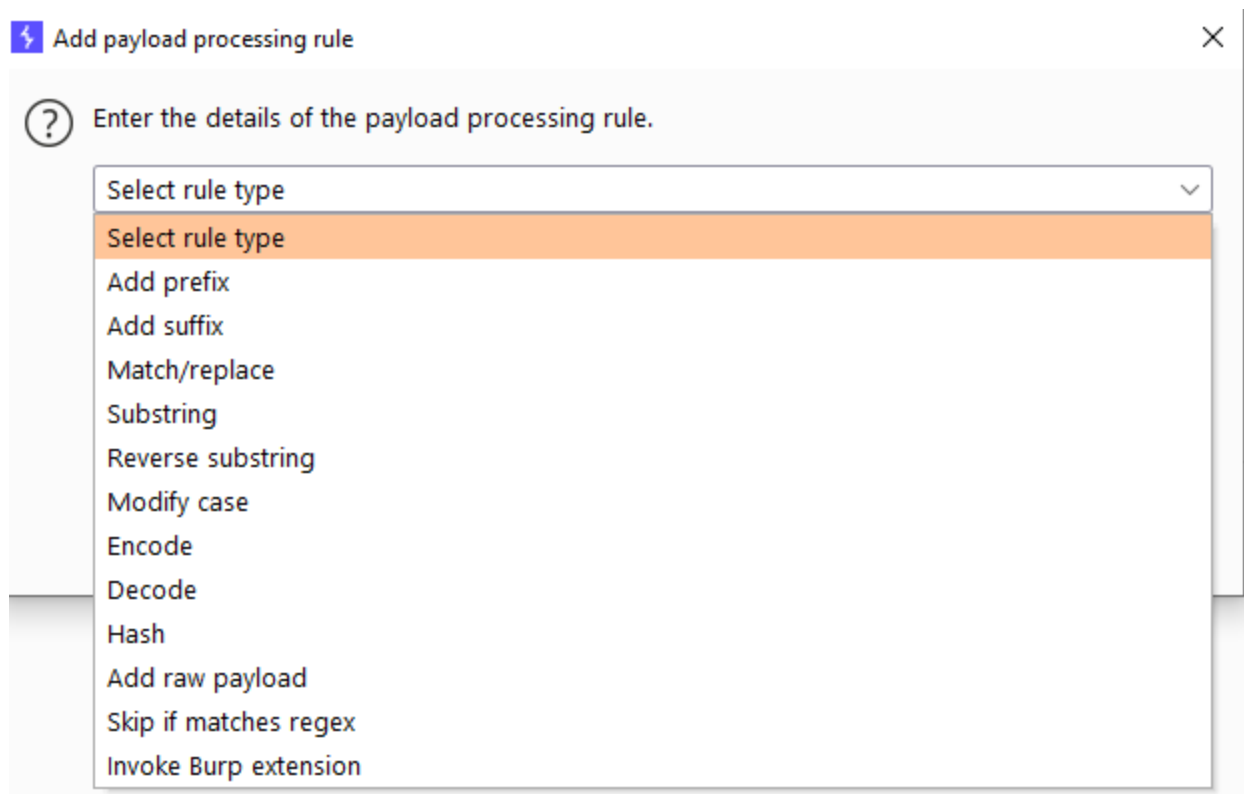 Add payload processing rule
Enter the details of the payload processing rule.
Select rule type
Select rule type
Add prefix
Add suffix
Match/replace
Substring
Reverse substring
Modify case
Encode
Decode
Hash
Add raw payload
Skip if matches regex
Invoke Burp extension